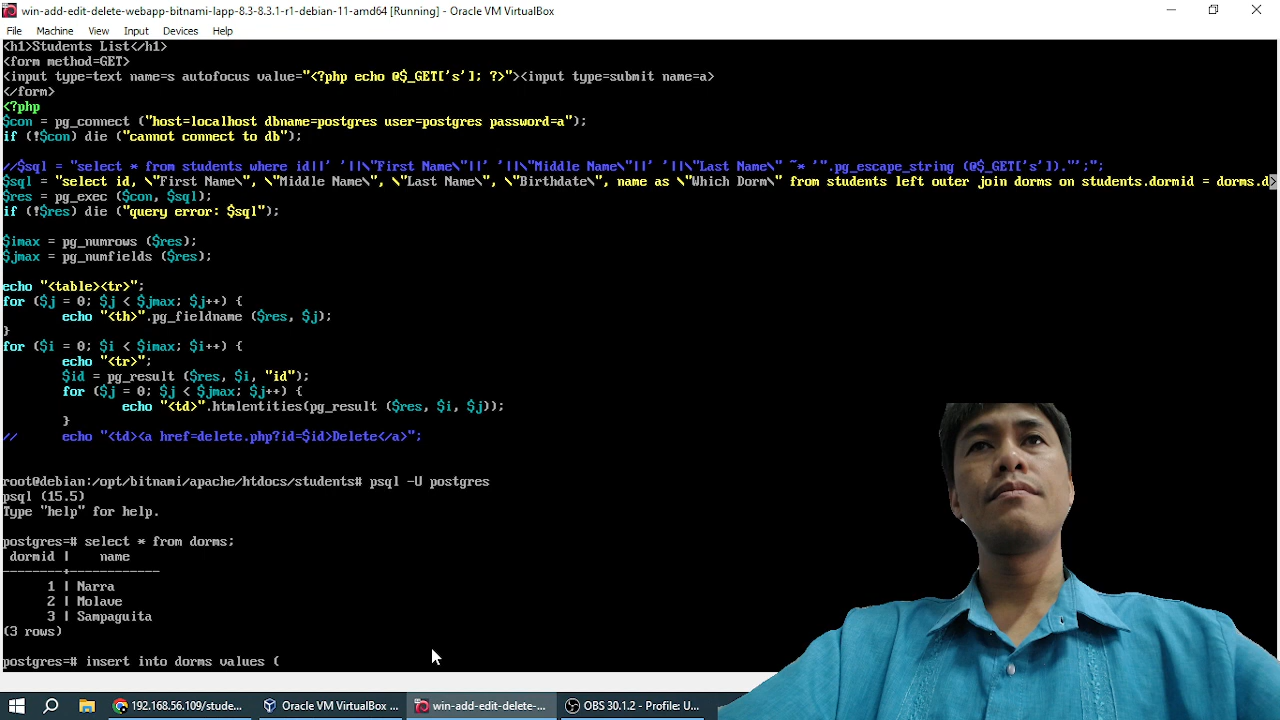 win-add-edit-delete-webapp-bitnami-lapp-8.3-8.3.1-r1-debian-11-amd64 [Running] - Oracle VM VirtualBox
File Machine View Input Devices Help
<h1>Students List</h1>
<form method=GET>
<input type=text name=s autofocus value="<?php echo @$_GET['s']; ?>"><input type=submit name=a>
</form>
<?php
$con = pg_connect ("host=localhost dbname=postgres user=postgres password=a");
if (!$con) die ("cannot connect to db");
//$sql = "select * from students where id||' '||\"First Name\"||' '||\"Middle Name\"||' '||\"Last Name\" ~* '".pg_escape_string (@$_GET['s'])."';";
$sql = "select id, \"First Name\", \"Middle Name\", \"Last Name\", \"Birthdate\", name as \"Which Dorm\" from students left outer join dorms on students.dormid = dorms.d>
$res = pg_exec ($con, $sql);
if (!$res) die ("query error: $sql");
$imax = pg_numrows ($res);
$jmax = pg_numfields ($res);
echo "<table><tr>";
for ($j = 0; $j < $jmax; $j++) {
echo "<th>".pg_fieldname ($res, $j);
}
for ($i = 0; $i < $imax; $i++) {
echo "<tr>";
$id = pg_result ($res, $i, "id");
for ($j = 0; $j < $jmax; $j++) {
echo "<td>".htmlentities(pg_result ($res, $i, $j));
}
// echo "<td><a href=delete.php?id=$id>Delete</a>";
root@debian:/opt/bitnami/apache/htdocs/students# psql -U postgres
psql (15.5)
Type "help" for help.
postgres=# select * from dorms;
dormid | name
--------+------------
1 | Narra
2 | Molave
3 | Sampaguita
(3 rows)
postgres=# insert into dorms values (
192.168.56.109/stude... Oracle VM VirtualBox ... win-add-edit-delete-... OBS 30.1.2 - Profile: U...